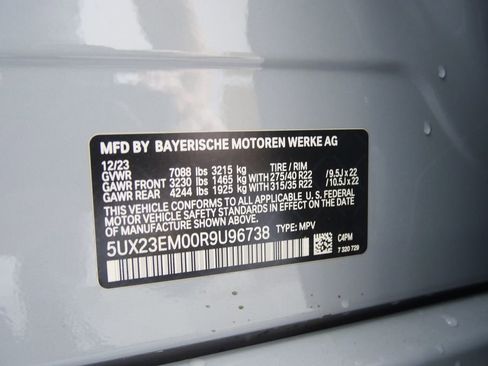 MFD BY BAYERISCHE MOTOREN WERKE AG
12/23
GVWR 7088 lbs 3215 kg TIRE / RIM
GAWR FRONT 3230 lbs 1465 kg WITH 275/40 R22 / 9.5J x 22
GAWR REAR 4244 lbs 1925 kg WITH 315/35 R22 / 10.5J x 22
THIS VEHICLE CONFORMS TO ALL APPLICABLE U. S. FEDERAL
MOTOR VEHICLE SAFETY STANDARDS IN EFFECT ON THE
DATE OF MANUFACTURE SHOWN ABOVE.
5UX23EM00R9U96738 TYPE: MPV
C4PM
7 320 729